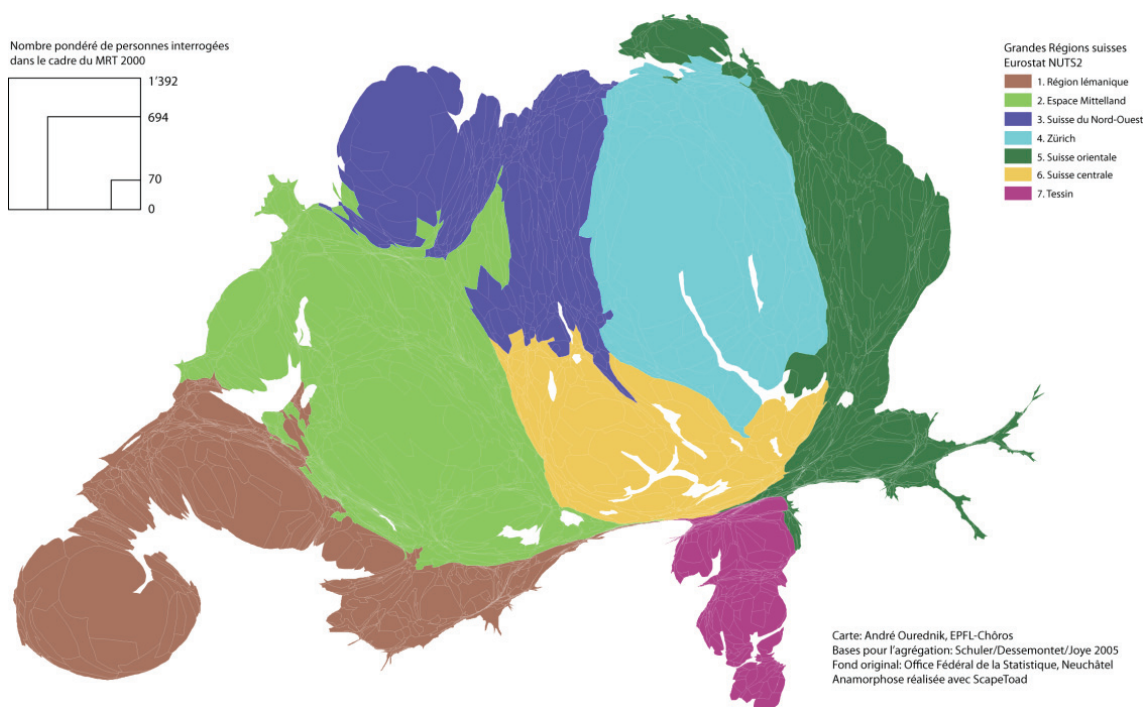 Nombre pondéré de personnes interrogées
dans le cadre du MRT 2000
1'392
694
70
0
Grandes Régions suisses
Eurostat NUTS2
1. Région lémanique
2. Espace Mittelland
3. Suisse du Nord-Ouest
4. Zürich
5. Suisse orientale
6. Suisse centrale
7. Tessin
Carte: André Ourednik, EPFL-Chôros
Bases pour l'agrégation: Schuler/Dessemontet/Joye 2005
Fond original: Office Fédéral de la Statistique, Neuchâtel
Anamorphose réalisée avec ScapeToad